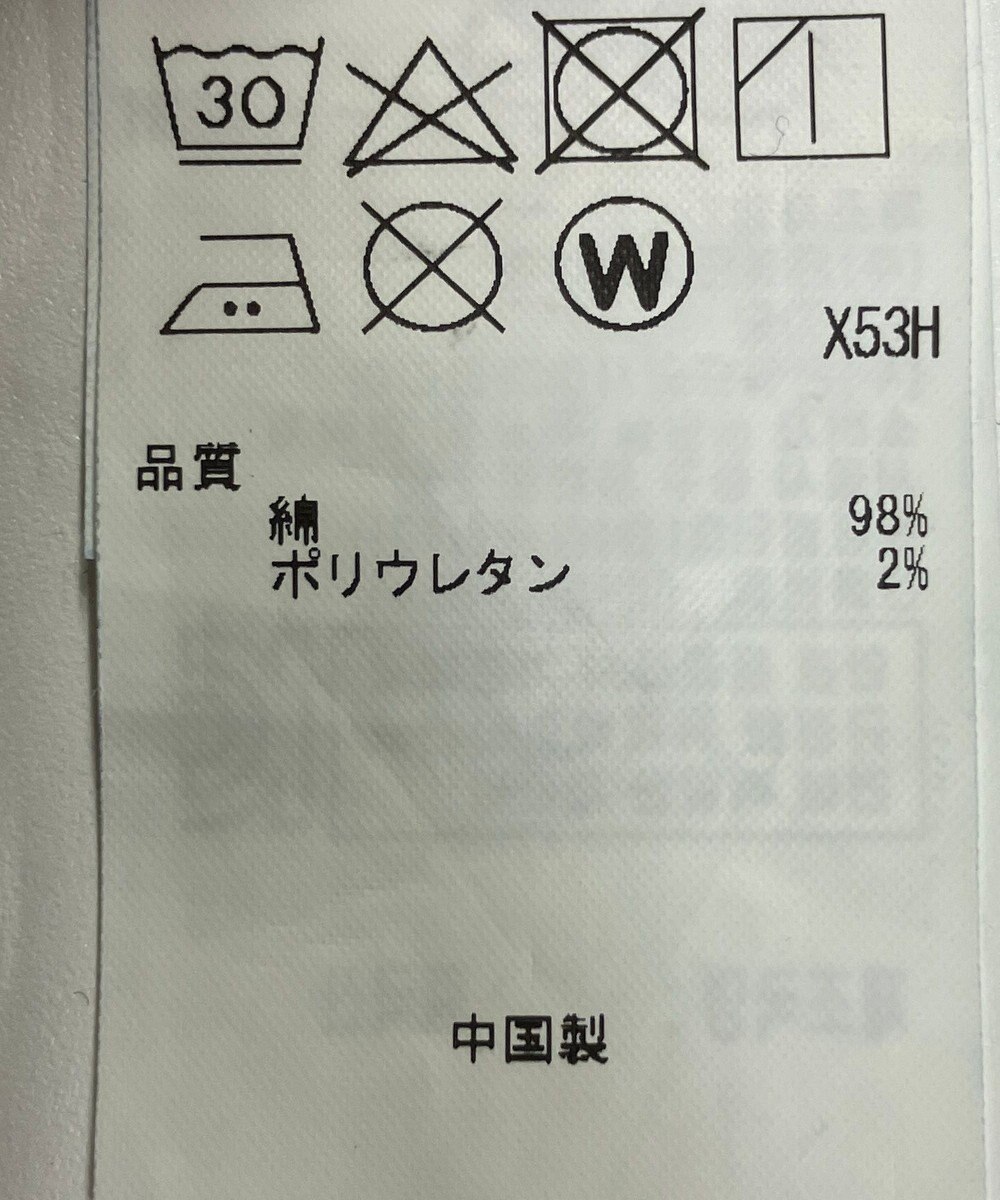 30
W
X53H
品質
綿 98%
ポリウレタン 2%
中国製